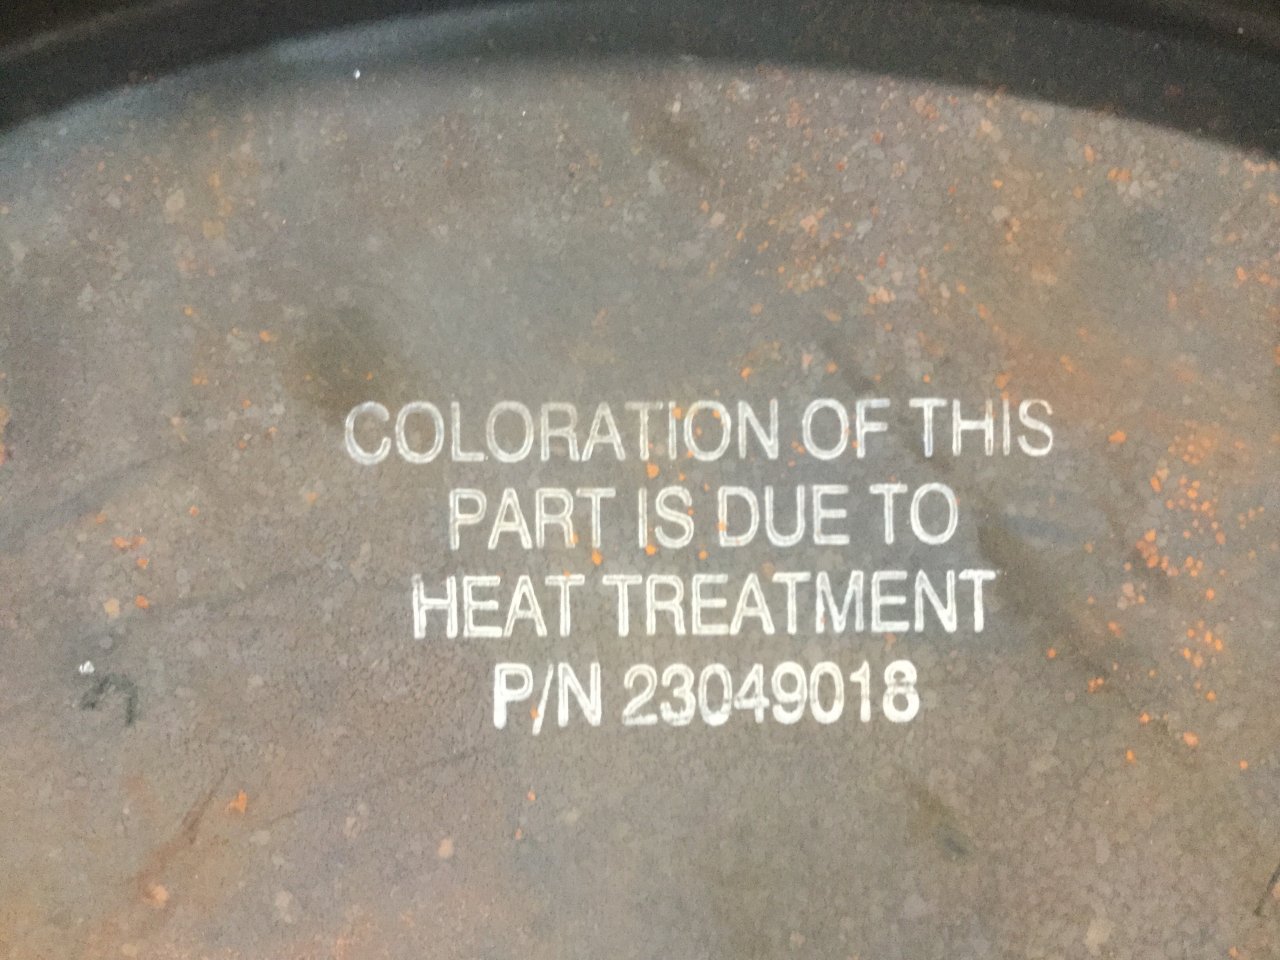 COLORATION OF THIS
PART IS DUE TO
HEAT TREATMENT
P/N 23049018